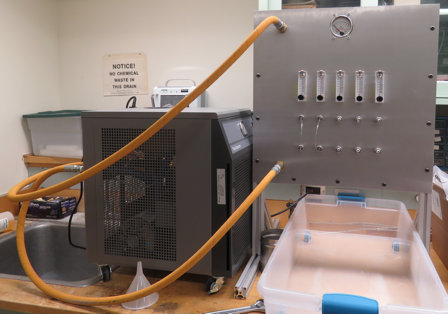 NOTICE!
NO CHEMICAL
WASTE IN
THIS DRAIN